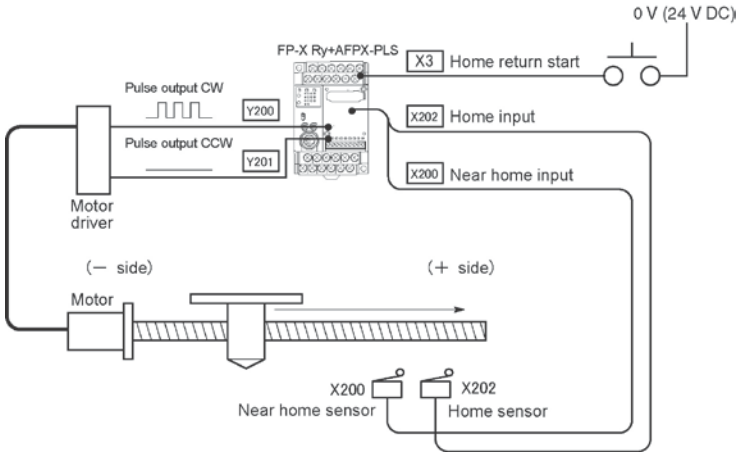 0 V (24 V DC)
FP-X Ry+AFPX-PLS
X3 Home return start
Pulse output CW
Y200
X202 Home input
Pulse output CCW
Y201
X200 Near home input
Motor
driver
(− side)
(+ side)
Motor
X200
X202
Near home sensor
Home sensor